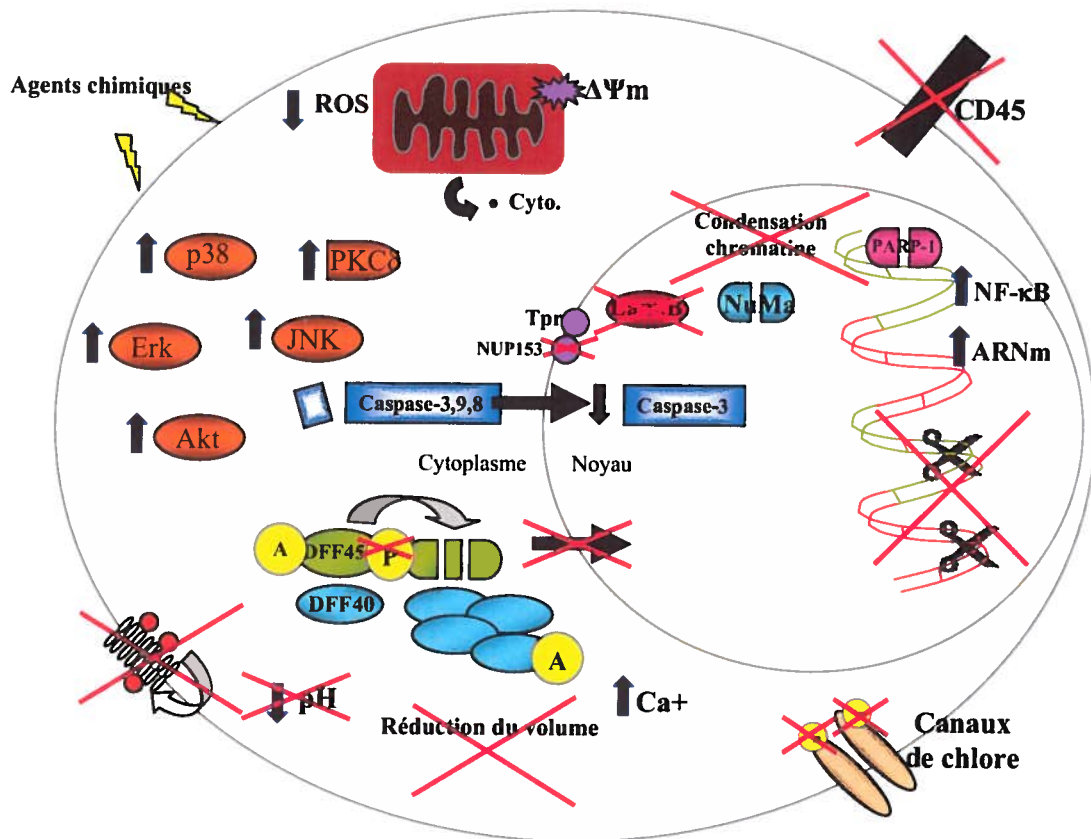 Agents chimiques
ROS
ΔΨm
CD45
Cyto.
Condensation
chromatine
PARP-1
p38
PKCδ
NF-κB
NuMa
Tpr
Erk
JNK
NUP153
ARNm
Caspase-3,9,8
Caspase-3
Akt
Cytoplasme
Noyau
A
DFF45
P
DFF40
A
pH
Ca+
Réduction du volume
Canaux
de chlore